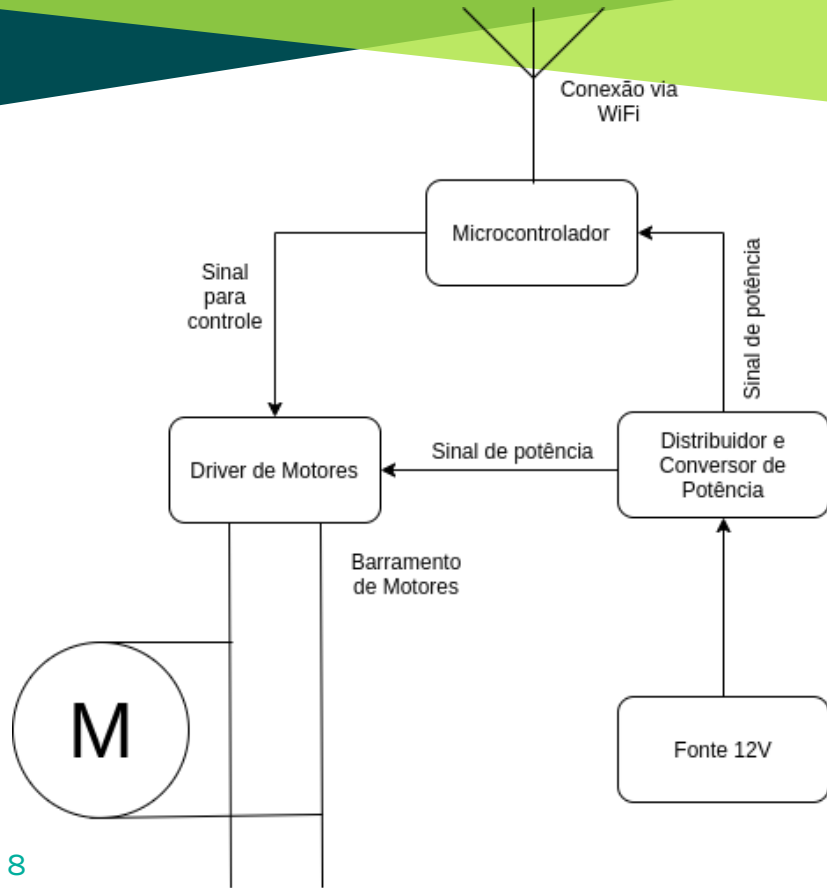 Conexão via
WiFi
Microcontrolador
Sinal
para
controle
Sinal de potência
Driver de Motores
Sinal de potência
Distribuidor e
Conversor de
Potência
Barramento
de Motores
M
Fonte 12V
8